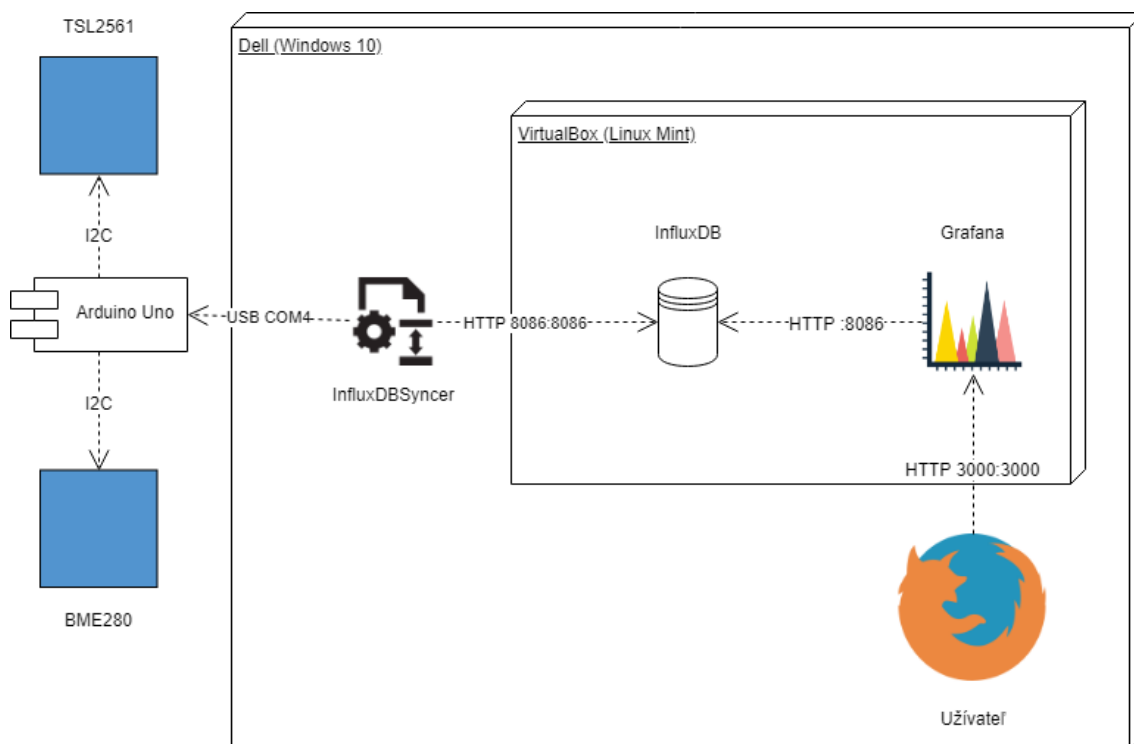 TSL2561
Dell (Windows 10)
VirtualBox (Linux Mint)
I2C
InfluxDB
Grafana
Arduino Uno
USB COM4
HTTP 8086:8086
HTTP :8086
InfluxDBSyncer
I2C
HTTP 3000:3000
BME280
Užívateľ